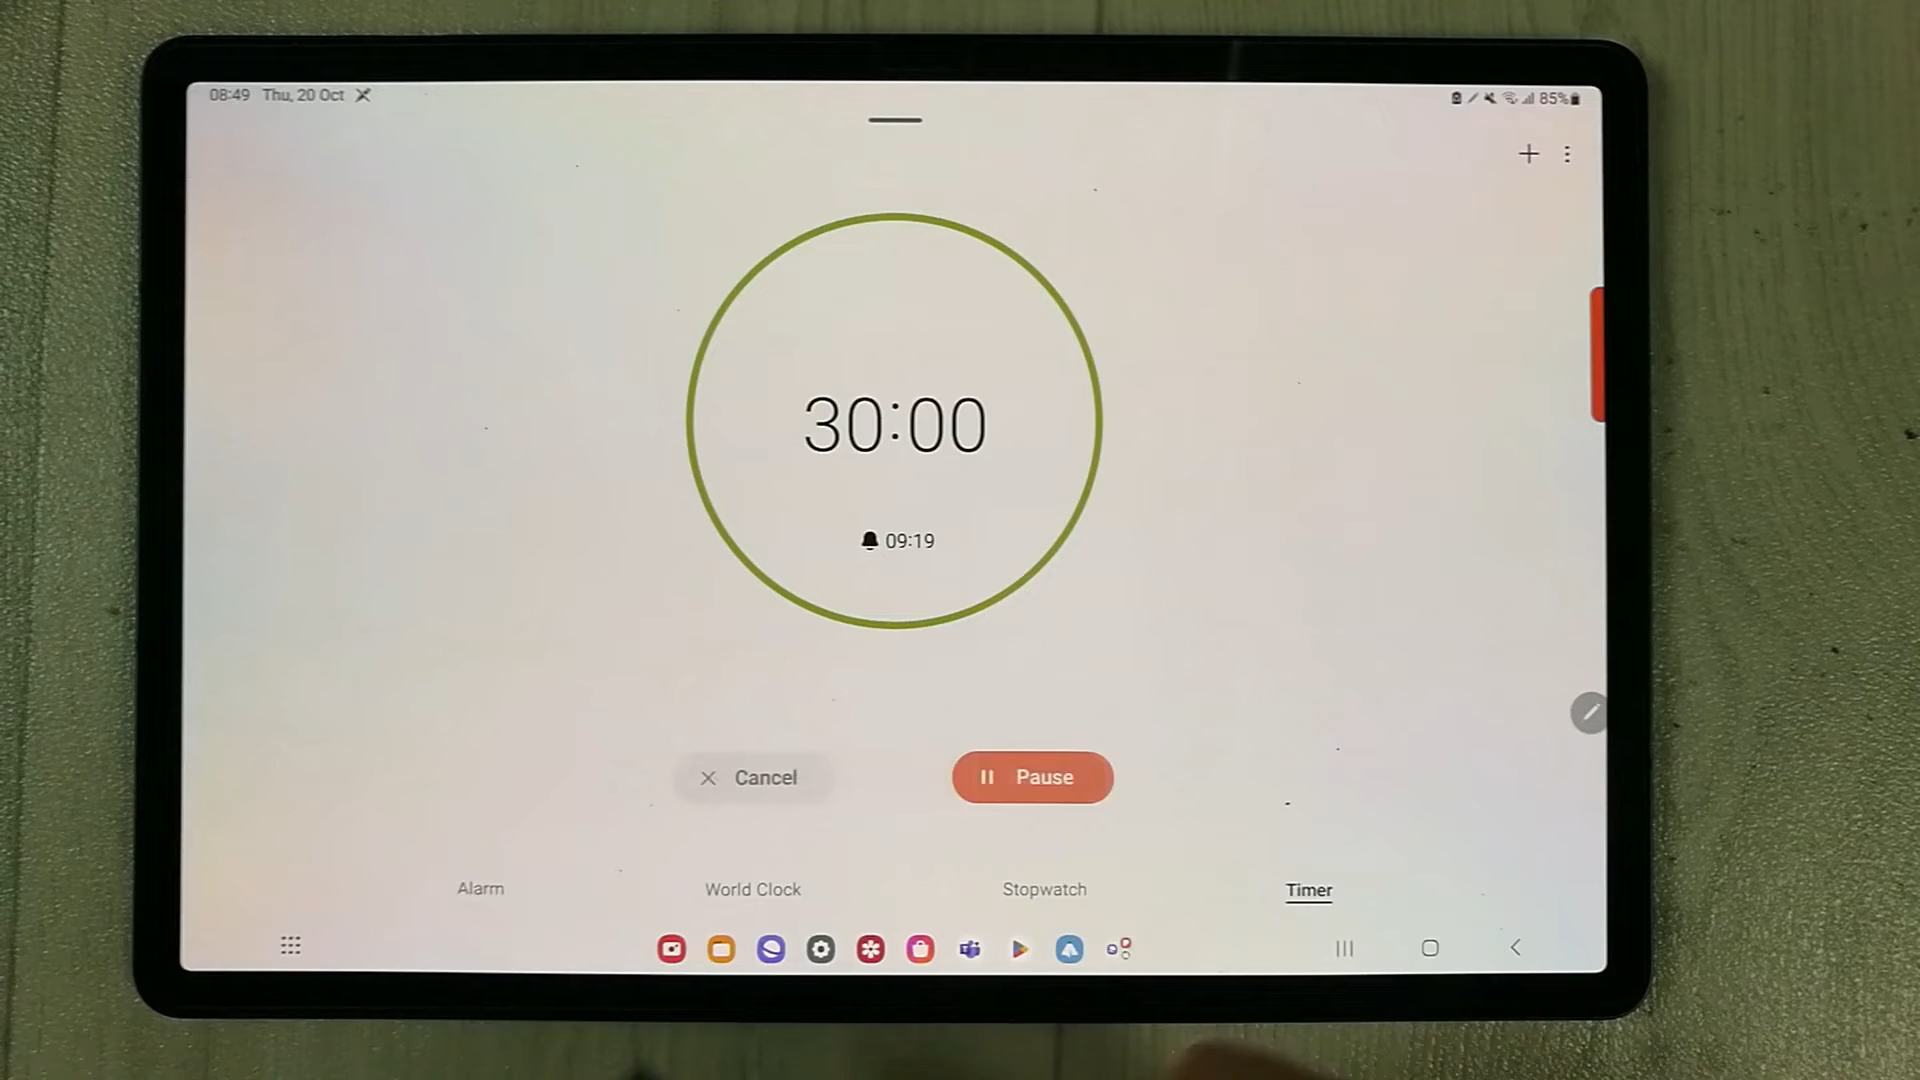 08:49 Thu, 20 Oct
85%
30:00
09:19
Cancel
Pause
Alarm
World Clock
Stopwatch
Timer